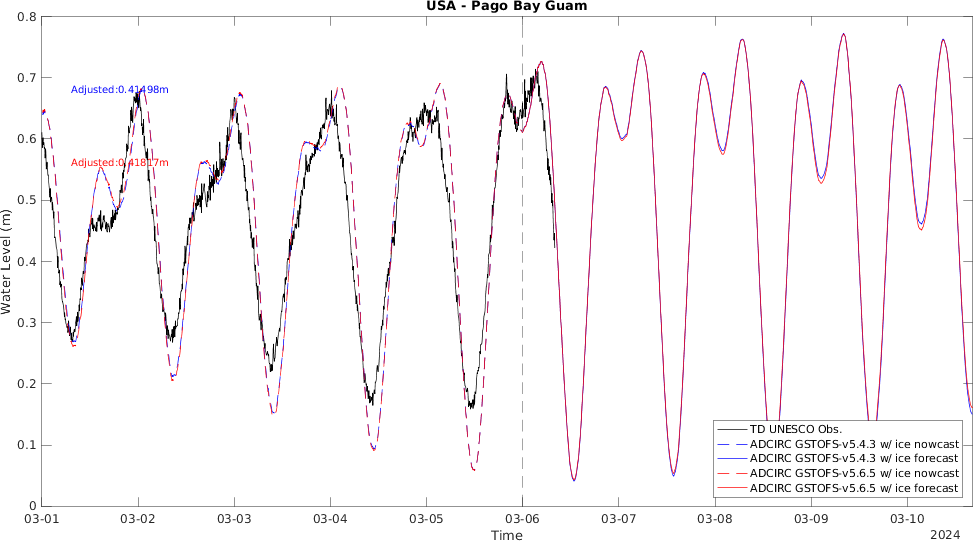 USA - Pago Bay Guam
0.8
0.7
0.6
0.5
0.4
0.3
0.2
0.1
0
Water Level (m)
Adjusted:0.41498m
Adjusted:0.41817m
TD UNESCO Obs.
ADCIRC GSTOFS-v5.4.3 w/ ice nowcast
ADCIRC GSTOFS-v5.4.3 w/ ice forecast
ADCIRC GSTOFS-v5.6.5 w/ ice nowcast
ADCIRC GSTOFS-v5.6.5 w/ ice forecast
03-01 03-02 03-03 03-04 03-05 03-06 03-07 03-08 03-09 03-10
Time
2024